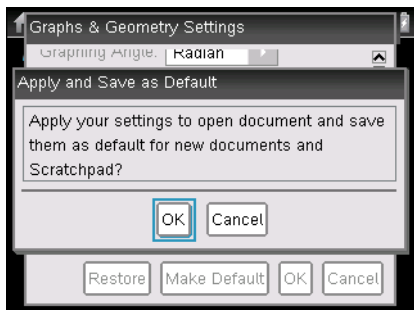 Graphs & Geometry Settings
Graphing Angle: Radian
Apply and Save as Default
Apply your settings to open document and save
them as default for new documents and
Scratchpad?
OK Cancel
Restore Make Default OK Cancel